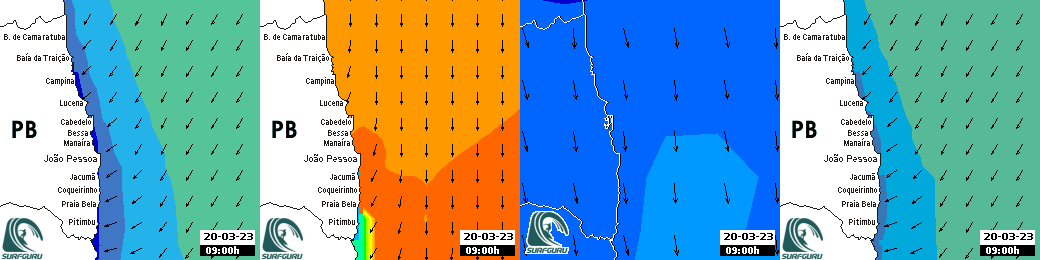 B. de Camaratuba
Baía da Traição
Campina
Lucena
PB
Cabedelo
Bessa
Manaíra
João Pessoa
Jacumã
Coqueirinho
Praia Bela
Pitimbu
SURFGURU
20-03-23
09:00h
B. de Camaratuba
Baía da Traição
Campina
Lucena
PB
Cabedelo
Bessa
Manaíra
João Pessoa
Jacumã
Coqueirinho
Praia Bela
Pitimbu
SURFGURU
20-03-23
09:00h
SURFGURU
20-03-23
09:00h
B. de Camaratuba
Baía da Traição
Campina
Lucena
PB
Cabedelo
Bessa
Manaíra
João Pessoa
Jacumã
Coqueirinho
Praia Bela
Pitimbu
SURFGURU
20-03-23
09:00h